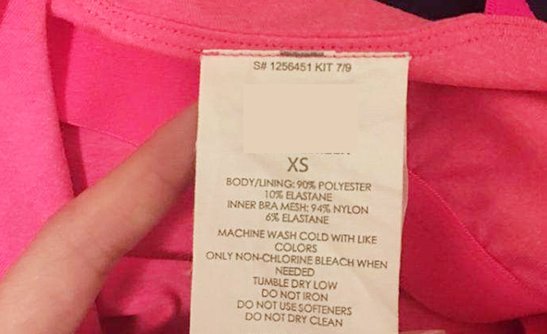 S# 1256451 KIT 7/9
XS
BODY/LINING: 90% POLYESTER
10% ELASTANE
INNER BRA MESH: 94% NYLON
6% ELASTANE
MACHINE WASH COLD WITH LIKE
COLORS
ONLY NON-CHLORINE BLEACH WHEN
NEEDED
TUMBLE DRY LOW
DO NOT IRON
DO NOT USE SOFTENERS
DO NOT DRY CLEAN